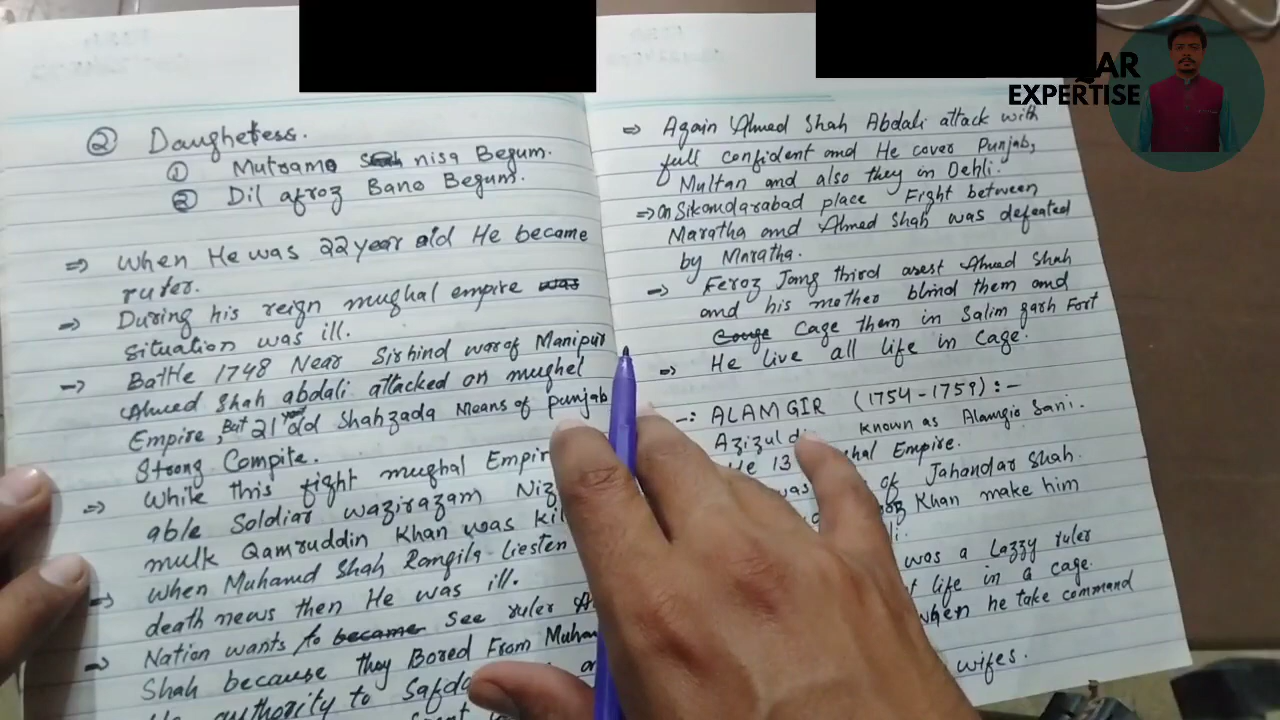 ② Daughetess.
① Mutrama nisa Begum.
② Dil afroz Bano Begum.
⇒ When He was 22 year old He became
ruler.
⇒ During his reign mughal empire was
situation was ill.
⇒ Battle 1748 Near Sirhind war of Manipur
Ahmed Shah abdali attacked on mughel
Empire, But 21 year old Shahzada Means of punjab
Strong Compite.
⇒ While this fight mughal Empir
able Soldiar wazirazam Niz
mulk Qamruddin Khan was kil
⇒ When Muhamd Shah Rangila Liesten
death news then He was ill.
⇒ Nation wants to became see ruler
Shah because they Bored From Muha
authority to Safda
⇒ Again Ahmed Shah Abdali attack with
full confident and He cover Punjab,
Multan and also they in Dehli.
⇒ On Sikandarabad place Fight between
Maratha and Ahmed Shah was defeated
by Maratha.
⇒ Feroz Jang third arest Ahmed Shah
and his mother blind them and
Cage them in Salim garh Fort
⇒ He live all life in Cage.
-: ALAMGIR (1754-1759) :-
Azizul di known as Alamgir Sani.
He 13 hal Empire.
was of Jahandar Shah.
Khan make him
was a Lazzy ruler
life in a cage.
when he take command
wifes.
QAR
EXPERTISE